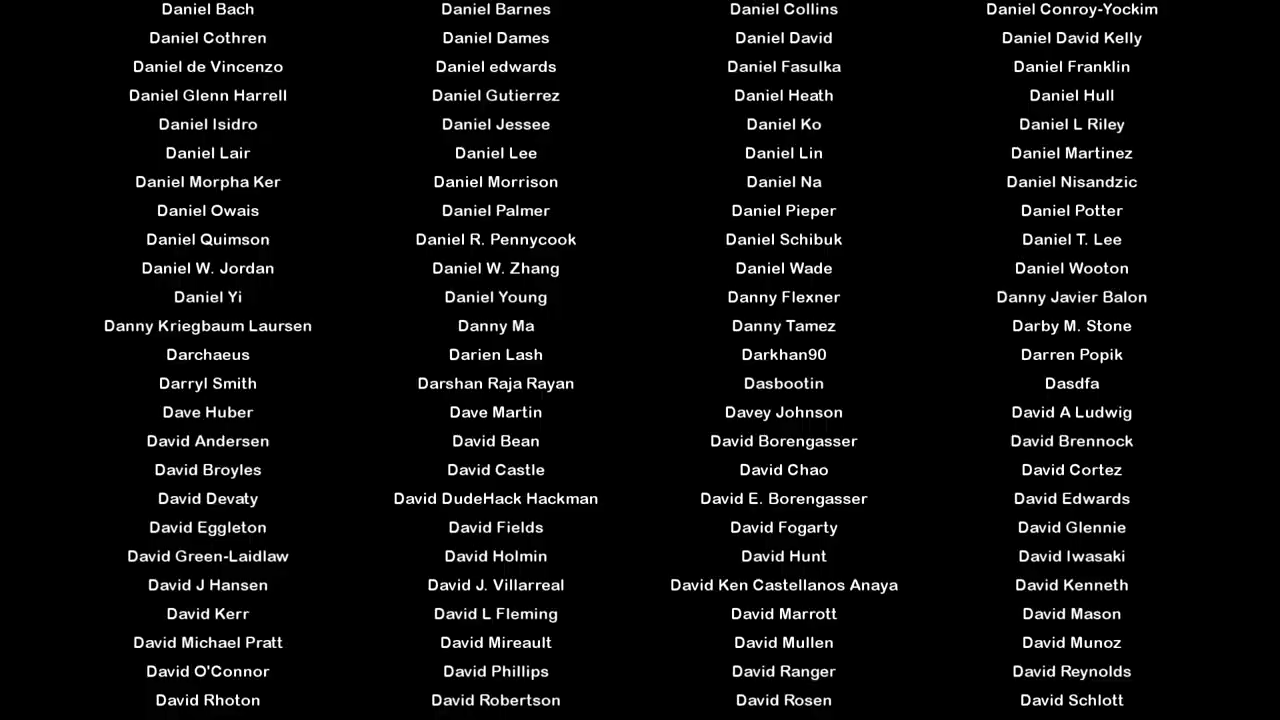 Daniel Bach Daniel Barnes Daniel Collins Daniel Conroy-Yockim
Daniel Cothren Daniel Dames Daniel David Daniel David Kelly
Daniel de Vincenzo Daniel edwards Daniel Fasulka Daniel Franklin
Daniel Glenn Harrell Daniel Gutierrez Daniel Heath Daniel Hull
Daniel Isidro Daniel Jessee Daniel Ko Daniel L Riley
Daniel Lair Daniel Lee Daniel Lin Daniel Martinez
Daniel Morpha Ker Daniel Morrison Daniel Na Daniel Nisandzic
Daniel Owais Daniel Palmer Daniel Pieper Daniel Potter
Daniel Quimson Daniel R. Pennycook Daniel Schibuk Daniel T. Lee
Daniel W. Jordan Daniel W. Zhang Daniel Wade Daniel Wooton
Daniel Yi Daniel Young Danny Flexner Danny Javier Balon
Danny Kriegbaum Laursen Danny Ma Danny Tamez Darby M. Stone
Darchaeus Darien Lash Darkhan90 Darren Popik
Darryl Smith Darshan Raja Rayan Dasbootin Dasdfa
Dave Huber Dave Martin Davey Johnson David A Ludwig
David Andersen David Bean David Borengasser David Brennock
David Broyles David Castle David Chao David Cortez
David Devaty David DudeHack Hackman David E. Borengasser David Edwards
David Eggleton David Fields David Fogarty David Glennie
David Green-Laidlaw David Holmin David Hunt David Iwasaki
David J Hansen David J. Villarreal David Ken Castellanos Anaya David Kenneth
David Kerr David L Fleming David Marrott David Mason
David Michael Pratt David Mireault David Mullen David Munoz
David O'Connor David Phillips David Ranger David Reynolds
David Rhoton David Robertson David Rosen David Schlott